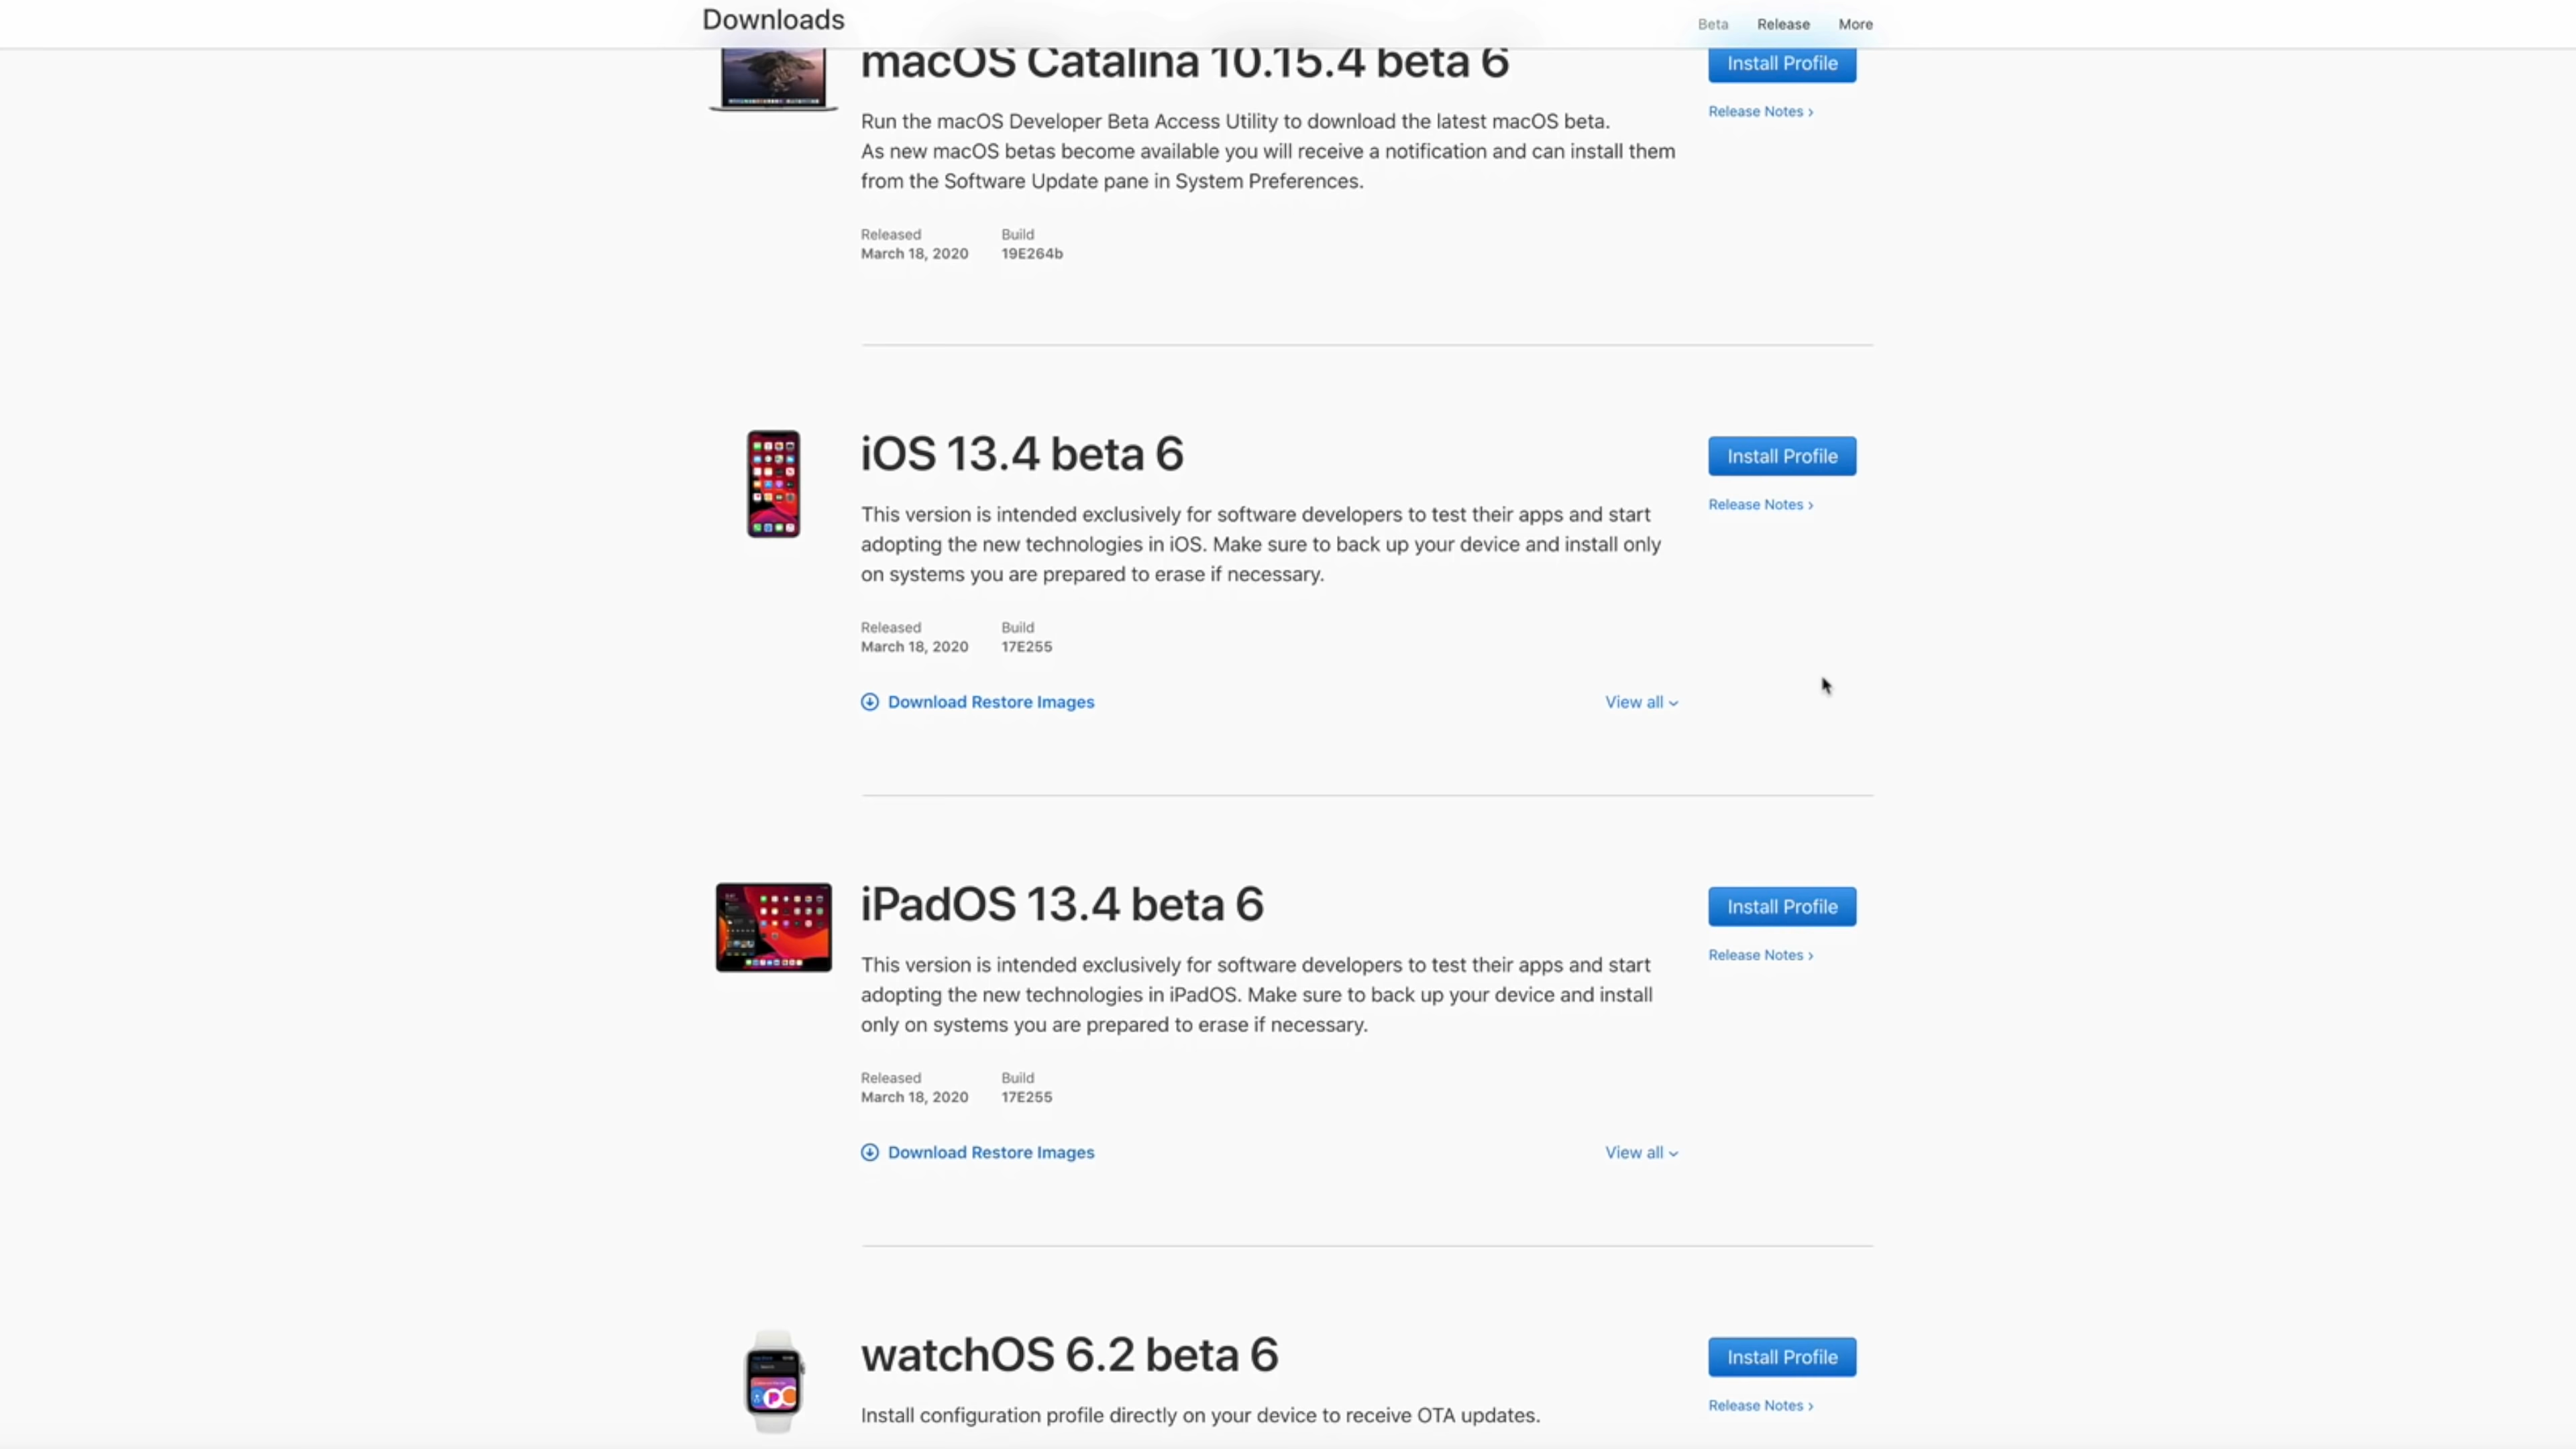 Downloads
Beta Release More
macOS Catalina 10.15.4 beta 6
Install Profile
Release Notes ›
Run the macOS Developer Beta Access Utility to download the latest macOS beta.
As new macOS betas become available you will receive a notification and can install them
from the Software Update pane in System Preferences.
Released Build
March 18, 2020 19E264b
iOS 13.4 beta 6
Install Profile
Release Notes ›
This version is intended exclusively for software developers to test their apps and start
adopting the new technologies in iOS. Make sure to back up your device and install only
on systems you are prepared to erase if necessary.
Released Build
March 18, 2020 17E255
Download Restore Images
View all
iPadOS 13.4 beta 6
Install Profile
Release Notes ›
This version is intended exclusively for software developers to test their apps and start
adopting the new technologies in iPadOS. Make sure to back up your device and install
only on systems you are prepared to erase if necessary.
Released Build
March 18, 2020 17E255
Download Restore Images
View all
watchOS 6.2 beta 6
Install Profile
Release Notes ›
Install configuration profile directly on your device to receive OTA updates.